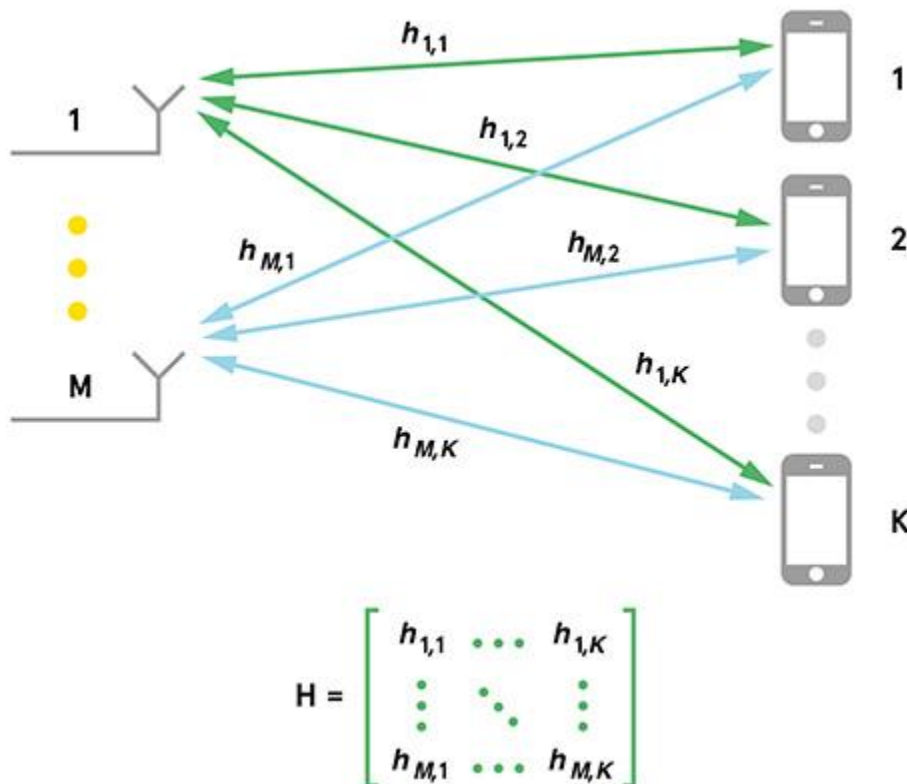 h1,1
1
1
h1,2
hM,1
hM,2
2
M
h1,K
hM,K
K
H =
h1,1 ... h1,K
hM,1 ... hM,K